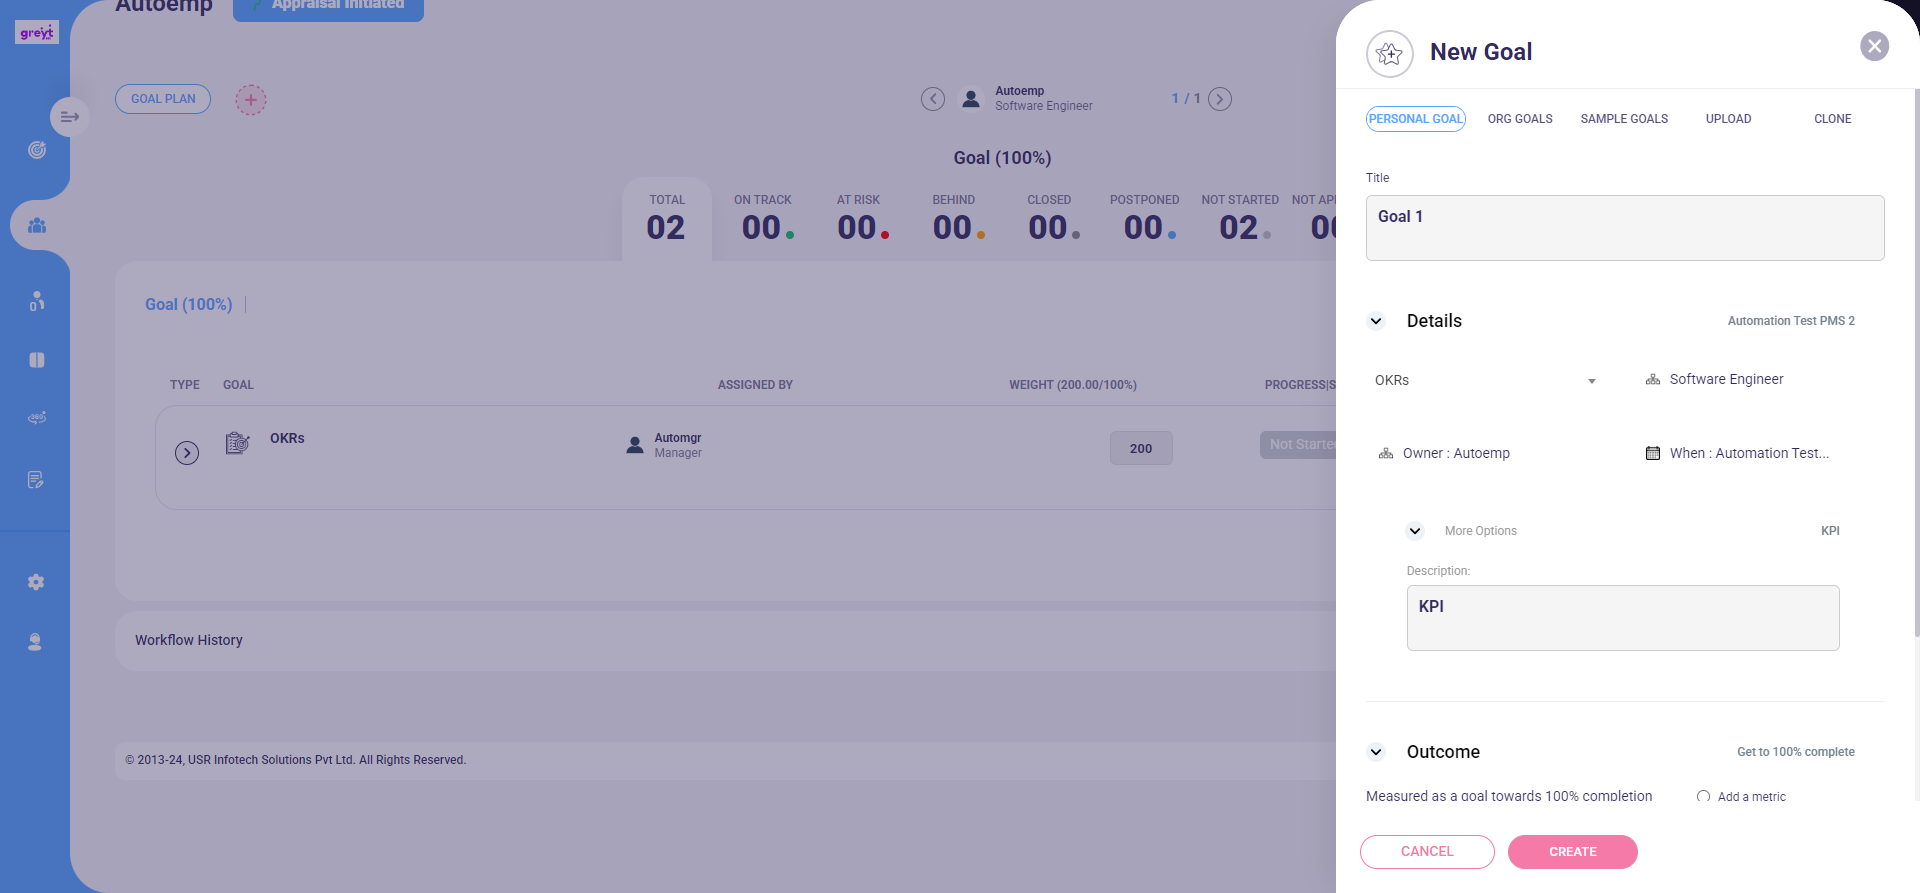 greyt
Autoemp
Appraisal Initiated
GOAL PLAN
Autoemp
Software Engineer
1 / 1
Goal (100%)
TOTAL
02
ON TRACK
00
AT RISK
00
BEHIND
00
CLOSED
00
POSTPONED
00
NOT STARTED
02
NOT AP
0
Goal (100%)
TYPE GOAL ASSIGNED BY WEIGHT (200.00/100%) PROGRESS|S
OKRs
Automgr
Manager
200
Not Starte
Workflow History
© 2013-24, USR Infotech Solutions Pvt Ltd. All Rights Reserved.
360°
New Goal
PERSONAL GOAL ORG GOALS SAMPLE GOALS UPLOAD CLONE
Title
Goal 1
Details Automation Test PMS 2
OKRs Software Engineer
Owner : Autoemp When : Automation Test...
More Options KPI
Description:
KPI
Outcome Get to 100% complete
Measured as a goal towards 100% completion Add a metric
CANCEL CREATE